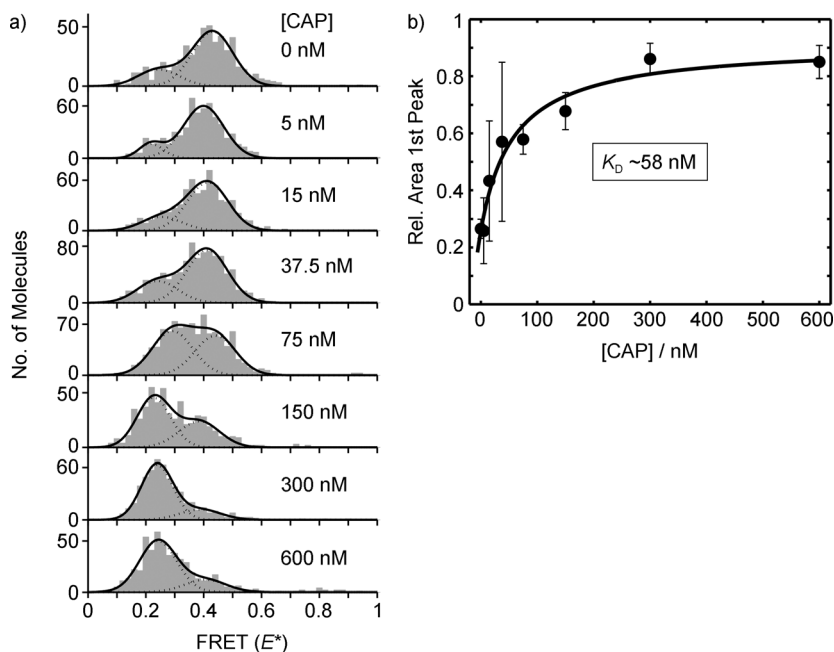 a)
[CAP]
50
0
0 nM
60
0
5 nM
60
0
15 nM
80
0
37.5 nM
70
0
75 nM
50
0
150 nM
60
0
300 nM
50
0
600 nM
No. of Molecules
0 0.2 0.4 0.6 0.8 1
FRET (E*)
b)
1
0.8
0.6
0.4
0.2
0
Rel. Area 1st Peak
KD ~58 nM
0 100 200 300 400 500 600
[CAP] / nM